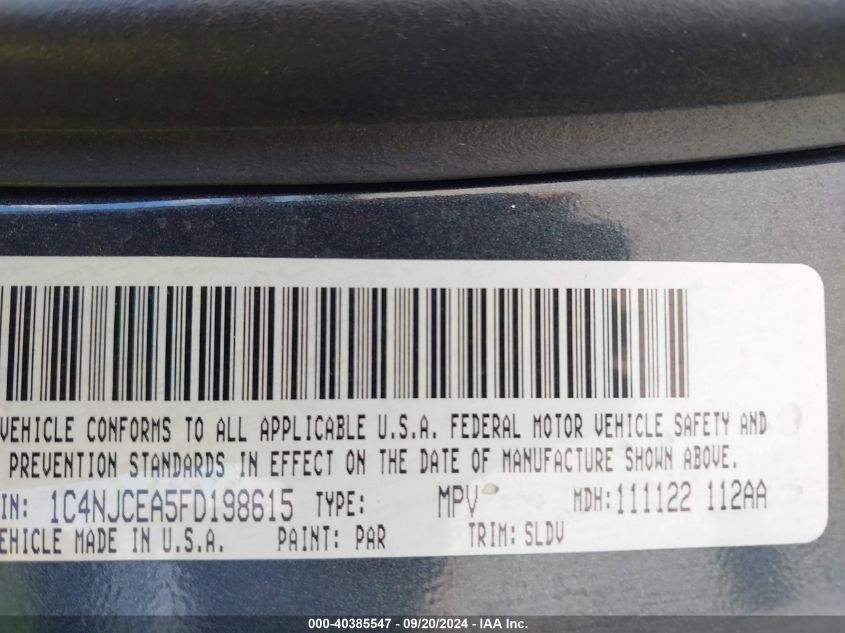 VEHICLE CONFORMS TO ALL APPLICABLE U.S.A. FEDERAL MOTOR VEHICLE SAFETY AND
PREVENTION STANDARDS IN EFFECT ON THE DATE OF MANUFACTURE SHOWN ABOVE.
IN: 1C4NJCEA5FD198615 TYPE: MPV MDH:111122 112AA
EHICLE MADE IN U.S.A. PAINT: PAR TRIM: SLDV
000-40385547 - 09/20/2024 - IAA Inc.